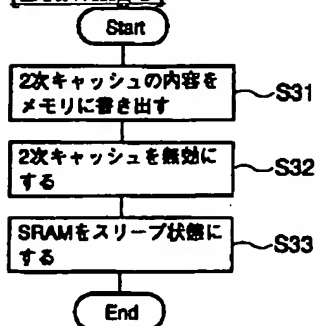 Start
2次キャッシュの内容を
メモリに書き出す
S31
2次キャッシュを無効に
する
S32
SRAMをスリープ状態に
する
S33
End